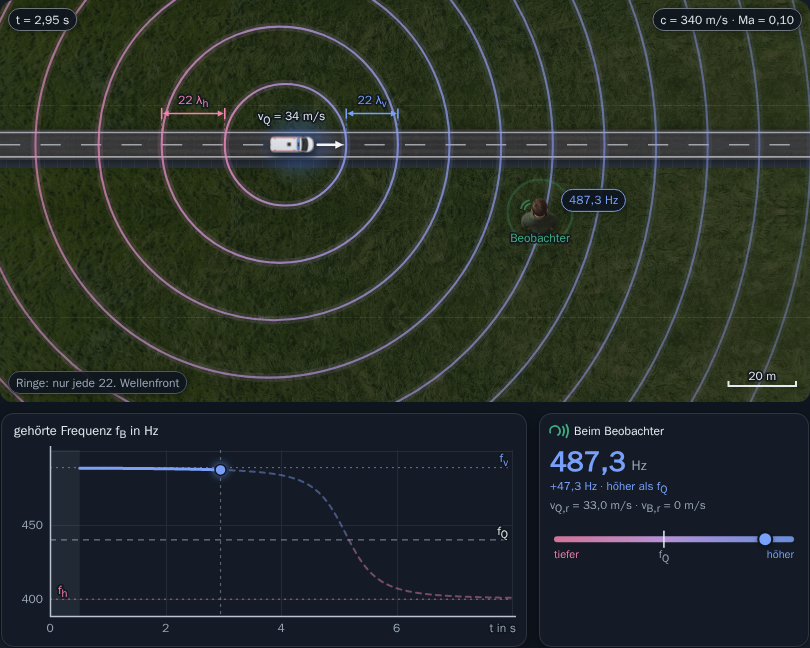 t = 2,95 s
c = 340 m/s · Ma = 0,10
22 λh
22 λv
vQ = 34 m/s
487,3 Hz
Beobachter
Ringe: nur jede 22. Wellenfront
20 m
gehörte Frequenz fB in Hz
fv
450
fQ
fh
400
0
2
4
6
t in s
Beim Beobachter
487,3 Hz
+47,3 Hz · höher als fQ
vQ,r = 33,0 m/s · vB,r = 0 m/s
tiefer
fQ
höher